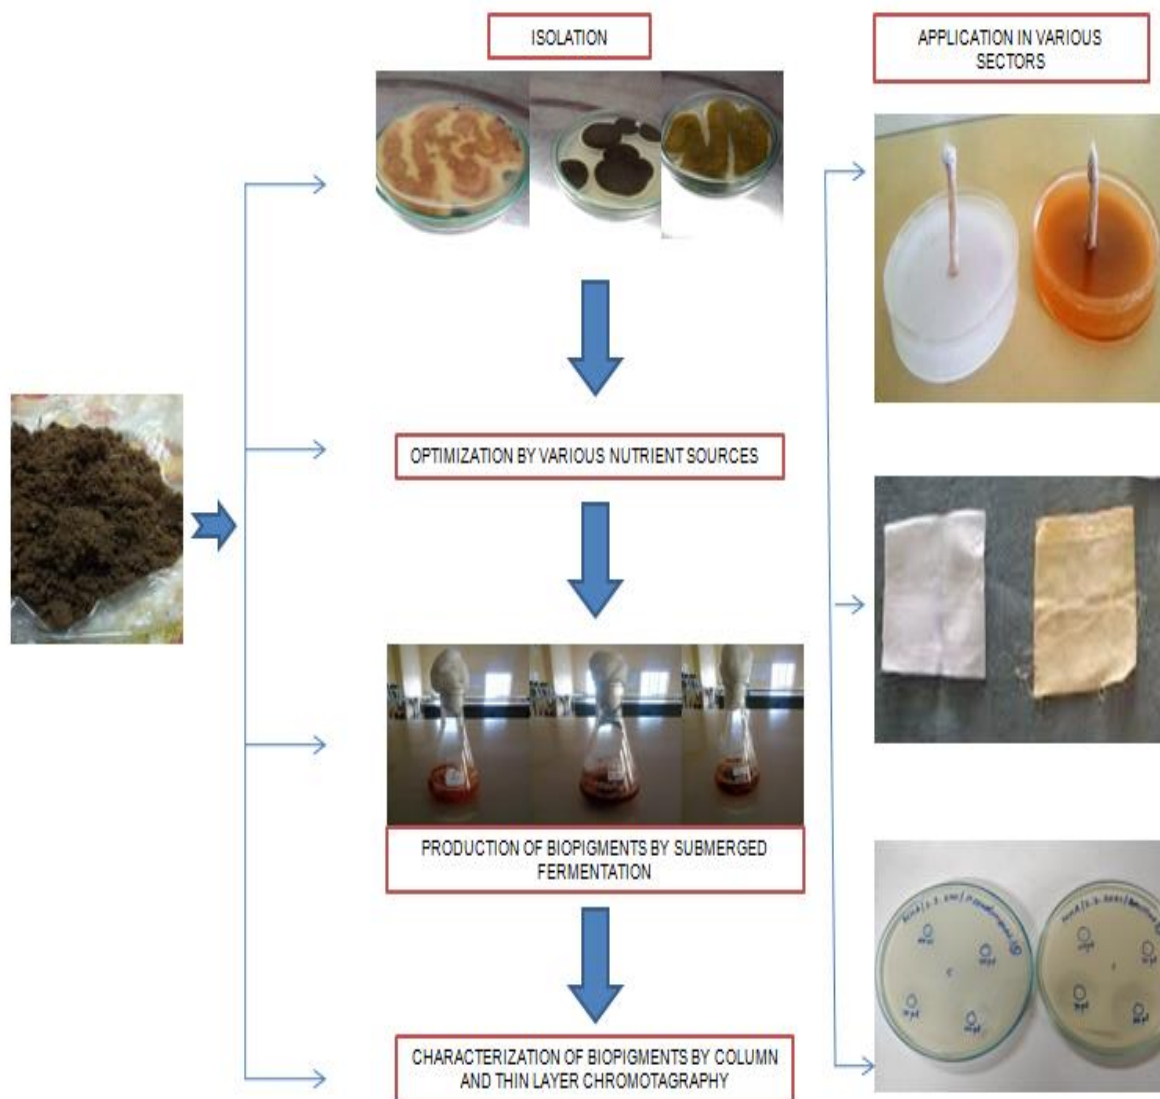 ISOLATION
APPLICATION IN VARIOUS
SECTORS
OPTIMIZATION BY VARIOUS NUTRIENT SOURCES
PRODUCTION OF BIOPIGMENTS BY SUBMERGED
FERMENTATION
CHARACTERIZATION OF BIOPIGMENTS BY COLUMN
AND THIN LAYER CHROMOTAGRAPHY